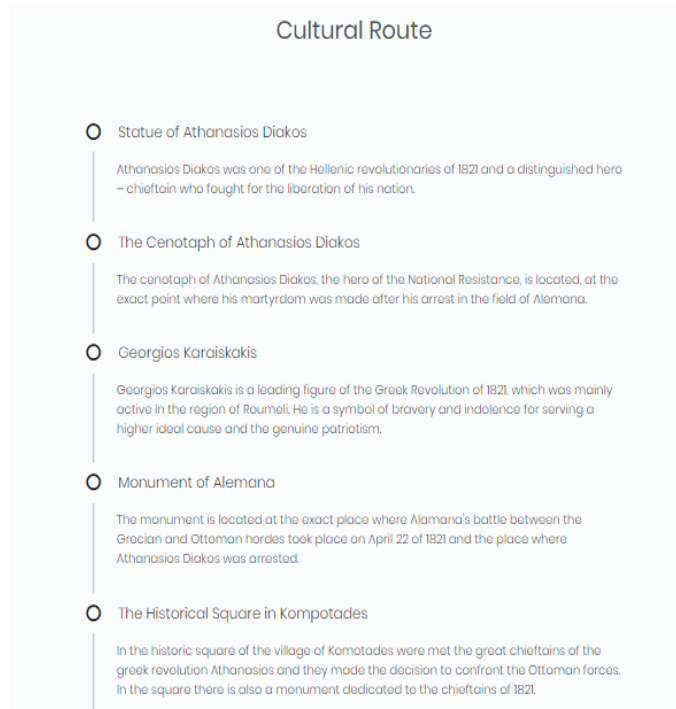 Cultural Route
Statue of Athanasios Diakos
Athanasios Diakos was one of the Hellenic revolutionaries of 1821 and a distinguished hero
– chieftain who fought for the liberation of his nation.
The Cenotaph of Athanasios Diakos
The cenotaph of Athanasios Diakos, the hero of the National Resistance, is located, at the
exact point where his martyrdom was made after his arrest in the field of Alemana.
Georgios Karaiskakis
Georgios Karaiskakis is a leading figure of the Greek Revolution of 1821, which was mainly
active in the region of Roumeli. He is a symbol of bravery and indolence for serving a
higher ideal cause and the genuine patriotism.
Monument of Alemana
The monument is located at the exact place where Alamana's battle between the
Grecian and Ottoman hordes took place on April 22 of 1821 and the place where
Athanasios Diakos was arrested.
The Historical Square in Kompotades
In the historic square of the village of Komotades were met the great chieftains of the
greek revolution Athanasios and they made the decision to confront the Ottoman forces.
In the square there is also a monument dedicated to the chieftains of 1821.